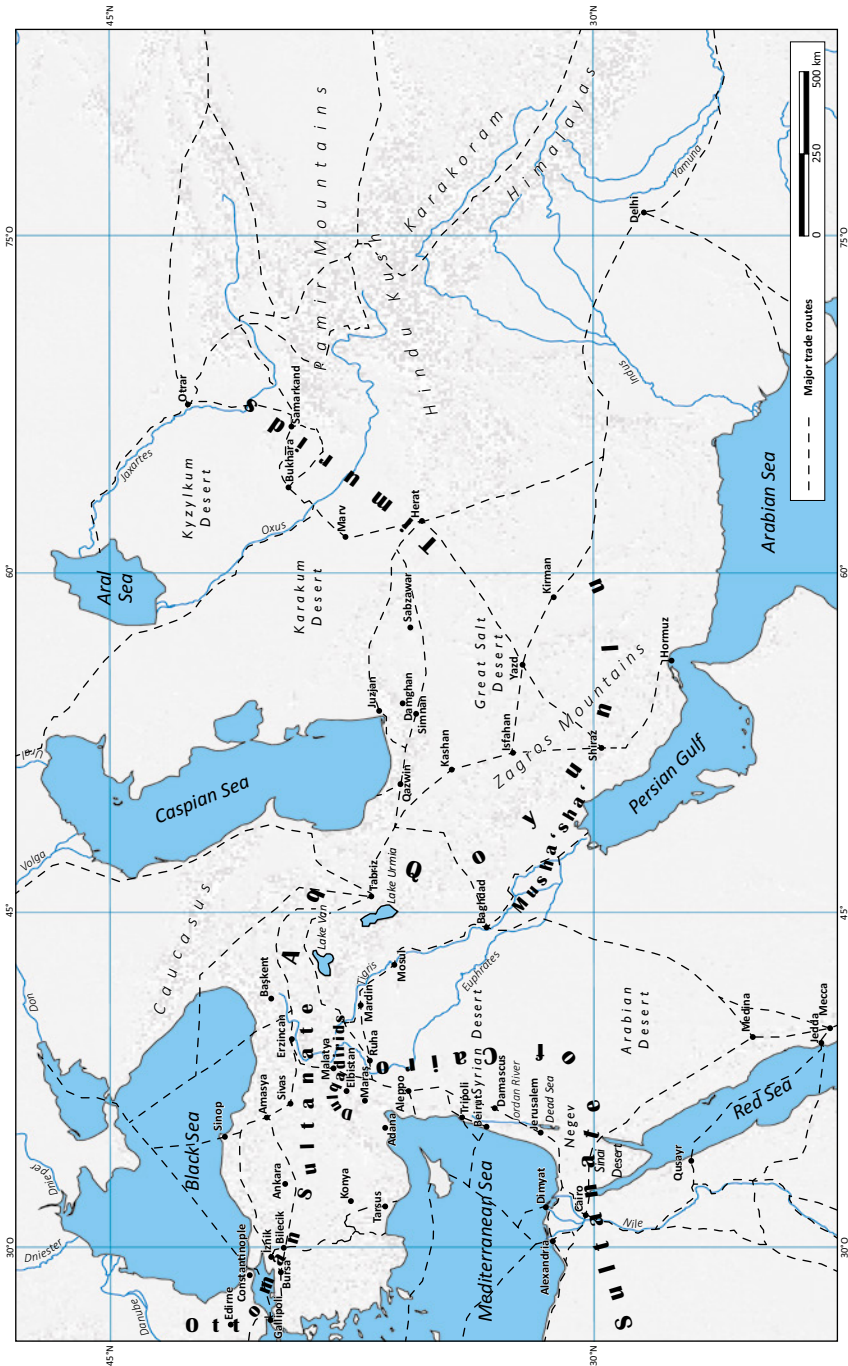 30°0
45°
60°0
75°0
45°N
45°N
30°N
30°N
Dniester
Dnieper
Don
Volga
Ural
Danube
Aral
Sea
Jaxartes
Otrar
Kyzylkum
Desert
Oxus
Black Sea
Caucasus
Caspian Sea
Karakum
Desert
Bukhara
Samarkand
Timurids
Pamir Mountains
Marv
Ottoman Sultanate
Edirne
Constantinople
Gallipoli
Iznik
Bilecik
Bursa
Sinop
Ankara
Amasya
Sivas
Erzincan
Başkent
Konya
Tarsus
Adana
Malatya
Elbistan
Maraş
Dulqadirids
Ruha
Mardin
Aleppo
Mosul
Tigris
Lake Van
Lake Urmia
Tabriz
Aq Qoyunlu
Qazwin
Juzjan
Damghan
Simnan
Sabzawar
Herat
Hindu Kush
Karakoram
Himalayas
Kashan
Isfahan
Great Salt
Desert
Yazd
Kirman
Zagros Mountains
Shiraz
Hormuz
Baghdad
Musha‘sha‘
Euphrates
Mediterranean Sea
Tripoli
Beirut
Syrian Desert
Damascus
Jordan River
Jerusalem
Dead Sea
Negev
Sinai
Desert
Alexandria
Dimyat
Cairo
Nile
Sultanate of Cairo
Qusayr
Red Sea
Arabian
Desert
Medina
Jedda
Mecca
Persian Gulf
Arabian Sea
Indus
Delhi
Yamuna
Major trade routes
0
250
500 km